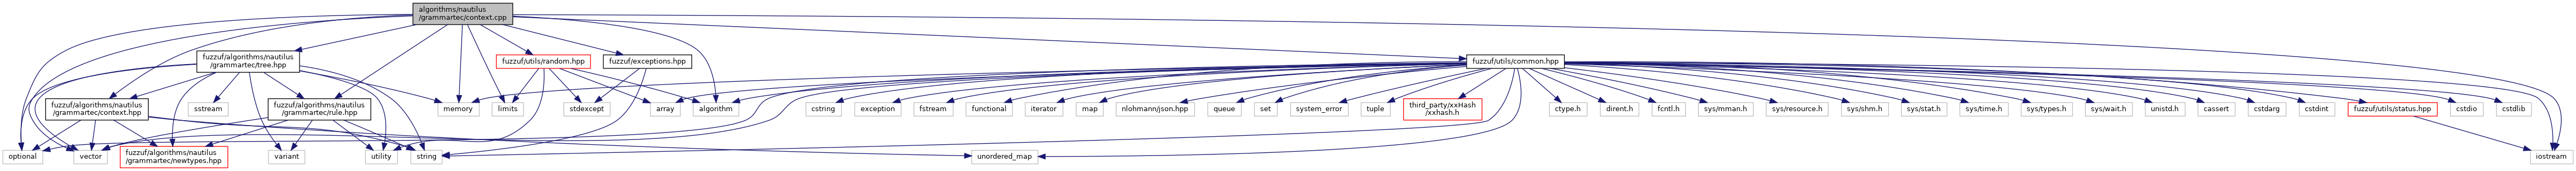 algorithms/nautilus
/grammartec/context.cpp
fuzzuf/algorithms/nautilus
/grammartec/tree.hpp
fuzzuf/utils/random.hpp
fuzzuf/exceptions.hpp
fuzzuf/utils/common.hpp
fuzzuf/algorithms/nautilus
/grammartec/context.hpp
sstream
fuzzuf/algorithms/nautilus
/grammartec/rule.hpp
memory
limits
stdexcept
array
algorithm
cstring
exception
fstream
functional
iterator
map
nlohmann/json.hpp
queue
set
system_error
tuple
third_party/xxHash
/xxhash.h
ctype.h
dirent.h
fcntl.h
sys/mman.h
sys/resource.h
sys/shm.h
sys/stat.h
sys/time.h
sys/types.h
sys/wait.h
unistd.h
cassert
cstdarg
cstdint
fuzzuf/utils/status.hpp
cstdio
cstdlib
optional
vector
fuzzuf/algorithms/nautilus
/grammartec/newtypes.hpp
variant
utility
string
unordered_map
iostream